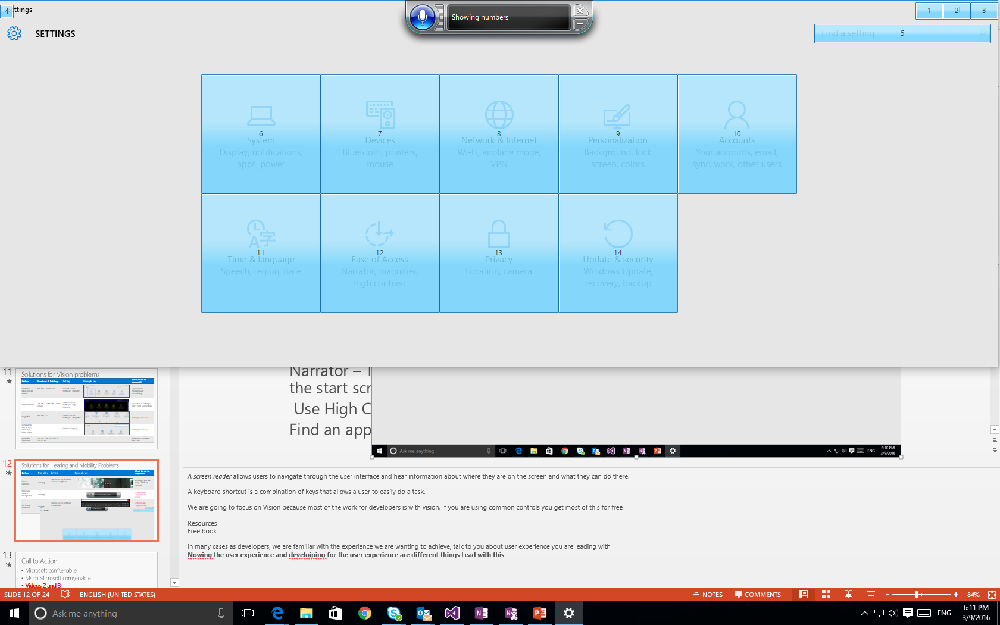 4 Settings
Showing numbers
1 2 3
SETTINGS
Find a setting 5
6
System
Display, notifications,
apps, power
7
Devices
Bluetooth, printers,
mouse
8
Network & Internet
Wi-Fi, airplane mode,
VPN
9
Personalization
Background, lock
screen, colors
10
Accounts
Your accounts, email,
sync, work, other users
11
Time & language
Speech, region, date
12
Ease of Access
Narrator, magnifier,
high contrast
13
Privacy
Location, camera
14
Update & security
Windows Update,
recovery, backup
11
Solutions for Vision problems
12
Solutions for Hearing and Mobility Problems
13
Call to Action
• Microsoft.com\enable
• Msdn.Microsoft.com\enable
• Videos 2 and 3
Narrator –
the start scr
Use High C
Find an app
Ask me anything
ENG
6:10 PM
3/9/2016
A screen reader allows users to navigate through the user interface and hear information about where they are on the screen and what they can do there.
A keyboard shortcut is a combination of keys that allows a user to easily do a task.
We are going to focus on Vision because most of the work for developers is with vision. If you are using common controls you get most of this for free
Resources
Free book
In many cases as developers, we are familiar with the experience we are wanting to achieve, talk to you about user experience you are leading with
Nowing the user experience and develoiping for the user experience are different things Lead with this
SLIDE 12 OF 24 ENGLISH (UNITED STATES) NOTES COMMENTS 84%
Ask me anything
ENG
6:11 PM
3/9/2016